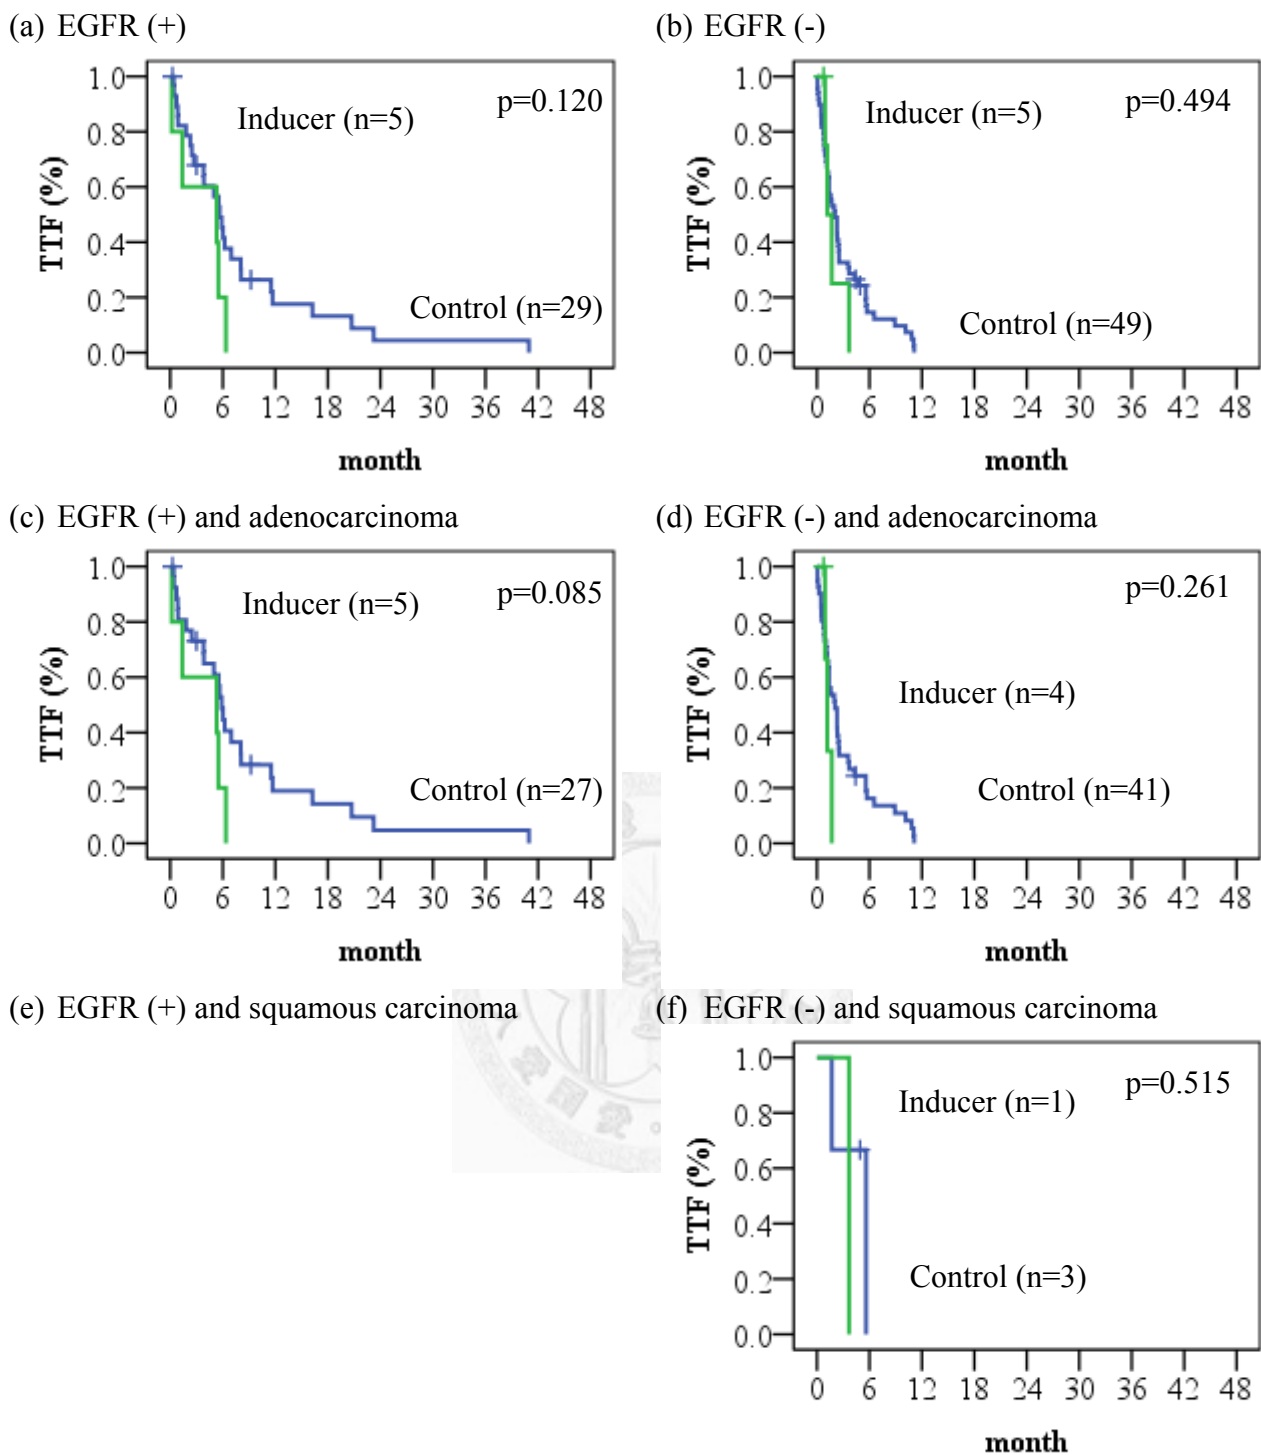 (a) EGFR (+)
(b) EGFR (-)
1.0
0.8
0.6
0.4
0.2
0.0
TTF (%)
Inducer (n=5)
p=0.120
Control (n=29)
0 6 12 18 24 30 36 42 48
month
1.0
0.8
0.6
0.4
0.2
0.0
TTF (%)
Inducer (n=5)
p=0.494
Control (n=49)
0 6 12 18 24 30 36 42 48
month
(c) EGFR (+) and adenocarcinoma
(d) EGFR (-) and adenocarcinoma
1.0
0.8
0.6
0.4
0.2
0.0
TTF (%)
Inducer (n=5)
p=0.085
Control (n=27)
0 6 12 18 24 30 36 42 48
month
1.0
0.8
0.6
0.4
0.2
0.0
TTF (%)
p=0.261
Inducer (n=4)
Control (n=41)
0 6 12 18 24 30 36 42 48
month
(e) EGFR (+) and squamous carcinoma
(f) EGFR (-) and squamous carcinoma
1.0
0.8
0.6
0.4
0.2
0.0
TTF (%)
Inducer (n=1)
p=0.515
Control (n=3)
0 6 12 18 24 30 36 42 48
month